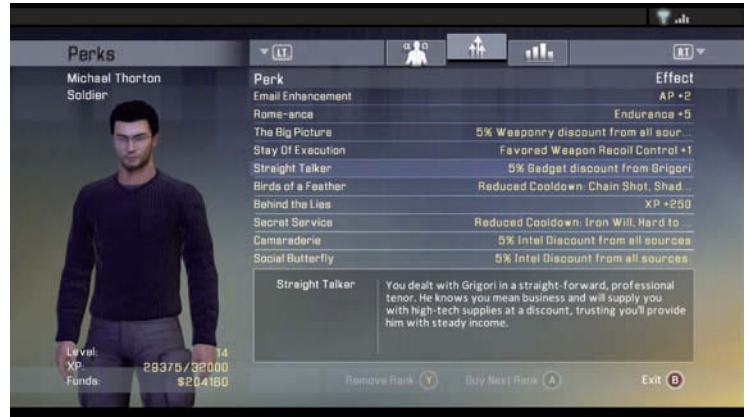 Perks
LT
RT
Michael Thorton
Soldier
Perk Effect
Email Enhancement AP +2
Rome-ance Endurance +5
The Big Picture 5% Weaponry discount from all sour...
Stay Of Execution Favored Weapon Recoil Control +1
Straight Talker 5% Gadget discount from Grigori
Birds of a Feather Reduced Cooldown: Chain Shot, Shad...
Behind the Lies XP +250
Secret Service Reduced Cooldown: Iron Will, Hard to ...
Camaraderie 5% Intel Discount from all sources
Social Butterfly 5% Intel Discount from all sources
Straight Talker
You dealt with Grigori in a straight-forward, professional
tenor. He knows you mean business and will supply you
with high-tech supplies at a discount, trusting you'll provide
him with steady income.
Level: 14
XP: 29375/32000
Funds: $204160
Remove Rank Y Buy Next Rank A Exit B